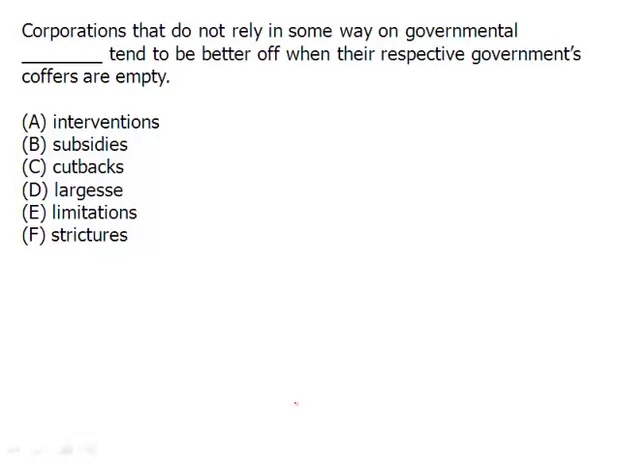 Corporations that do not rely in some way on governmental
________ tend to be better off when their respective government's
coffers are empty.
(A) interventions
(B) subsidies
(C) cutbacks
(D) largesse
(E) limitations
(F) strictures